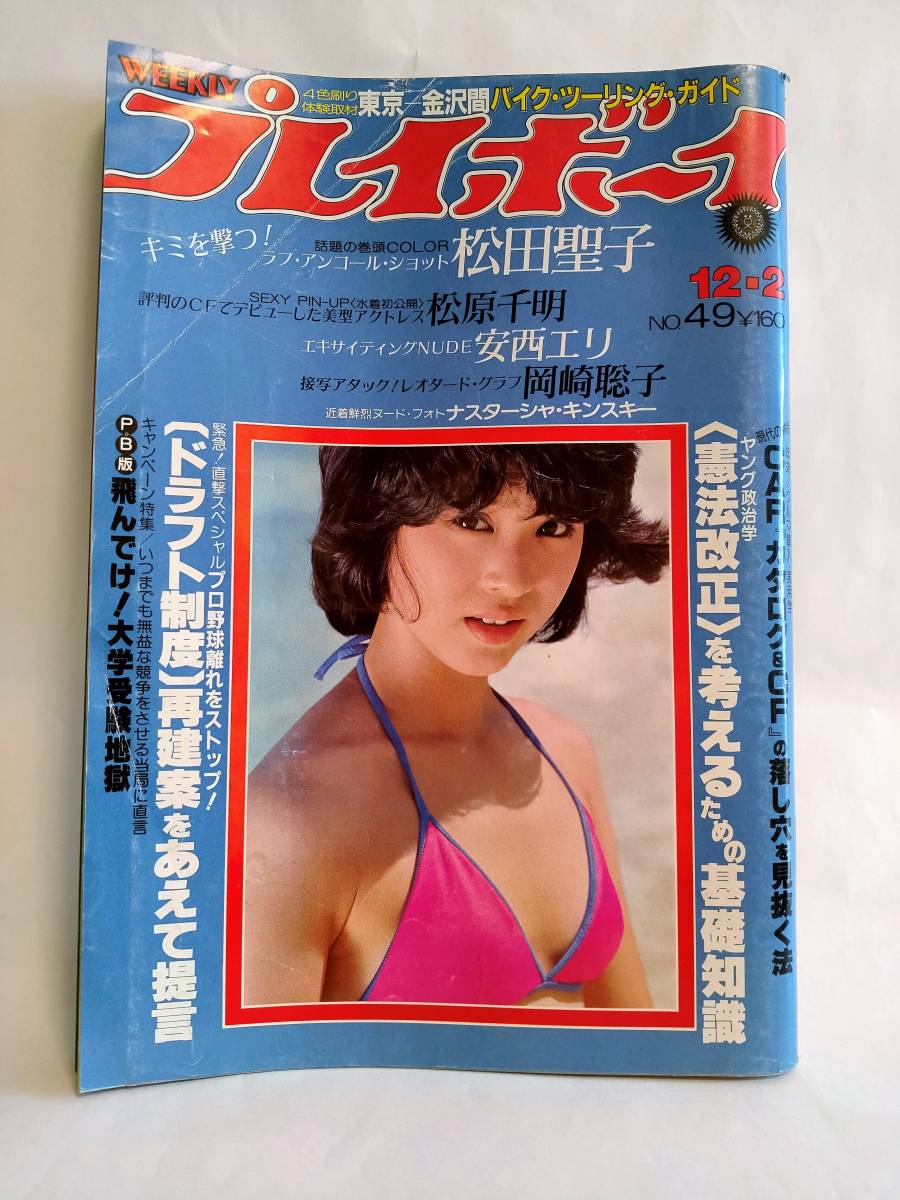 WEEKLY
4色刷り
体験取材
東京―金沢間バイク・ツーリング・ガイド
プレイボーイ
キミを撃つ!
話題の巻頭COLOR
ラフ・アンコール・ショット
松田聖子
12・2
NO.49 ¥160
SEXY PIN-UP〈水着初公開〉
評判のCFでデビューした美型アクトレス
松原千明
エキサイティングNUDE 安西エリ
接写アタック!レオタード・グラフ 岡崎聡子
近着鮮烈ヌード・フォト ナスターシャ・キンスキー
現代の
CAR『カタログ&CF』の落し穴を見抜く法
ヤング政治学
〈憲法改正〉を考えるための基礎知識
緊急!直撃スペシャル プロ野球離れをストップ!
〔ドラフト制度〕再建案をあえて提言
キャンペーン特集/いつまでも無益な競争をさせる当局に直言
P・B版 飛んでけ!大学受験地獄